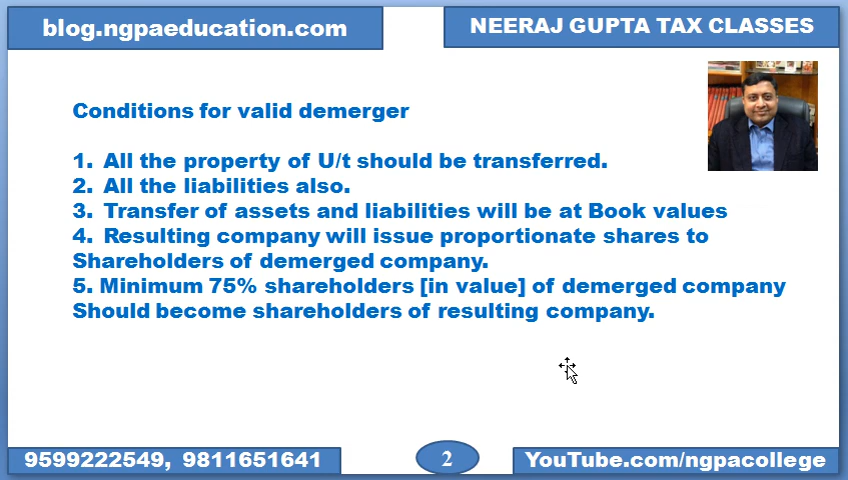 blog.ngpaeducation.com
NEERAJ GUPTA TAX CLASSES
Conditions for valid demerger
1. All the property of U/t should be transferred.
2. All the liabilities also.
3. Transfer of assets and liabilities will be at Book values
4. Resulting company will issue proportionate shares to
Shareholders of demerged company.
5. Minimum 75% shareholders [in value] of demerged company
Should become shareholders of resulting company.
9599222549, 9811651641
2
YouTube.com/ngpacollege